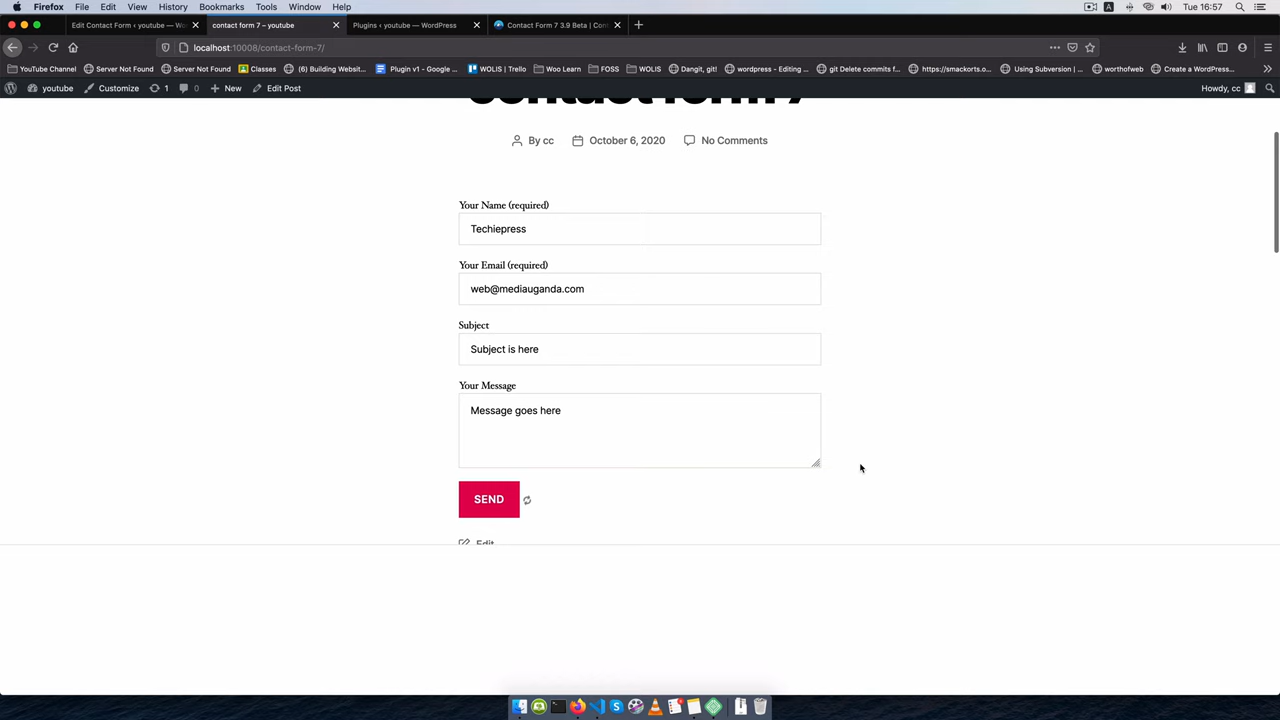 Firefox File Edit View History Bookmarks Tools Window Help Tue 16:57
Edit Contact Form ‹ youtube — Wo
contact form 7 – youtube
Plugins ‹ youtube — WordPress
Contact Form 7 3.9 Beta | Con
localhost:10008/contact-form-7/
YouTube Channel Server Not Found Server Not Found Classes (6) Building Websit... Plugin v1 - Google ... WOLIS | Trello Woo Learn FOSS WOLIS Dangit, git! wordpress - Editing ... git Delete commits f... https://smackorts.o... Using Subversion | ... worthofweb Create a WordPress...
youtube Customize 1 0 New Edit Post Howdy, cc
contact form 7
By cc October 6, 2020 No Comments
Your Name (required)
Techiepress
Your Email (required)
web@mediauganda.com
Subject
Subject is here
Your Message
Message goes here
SEND
Edit